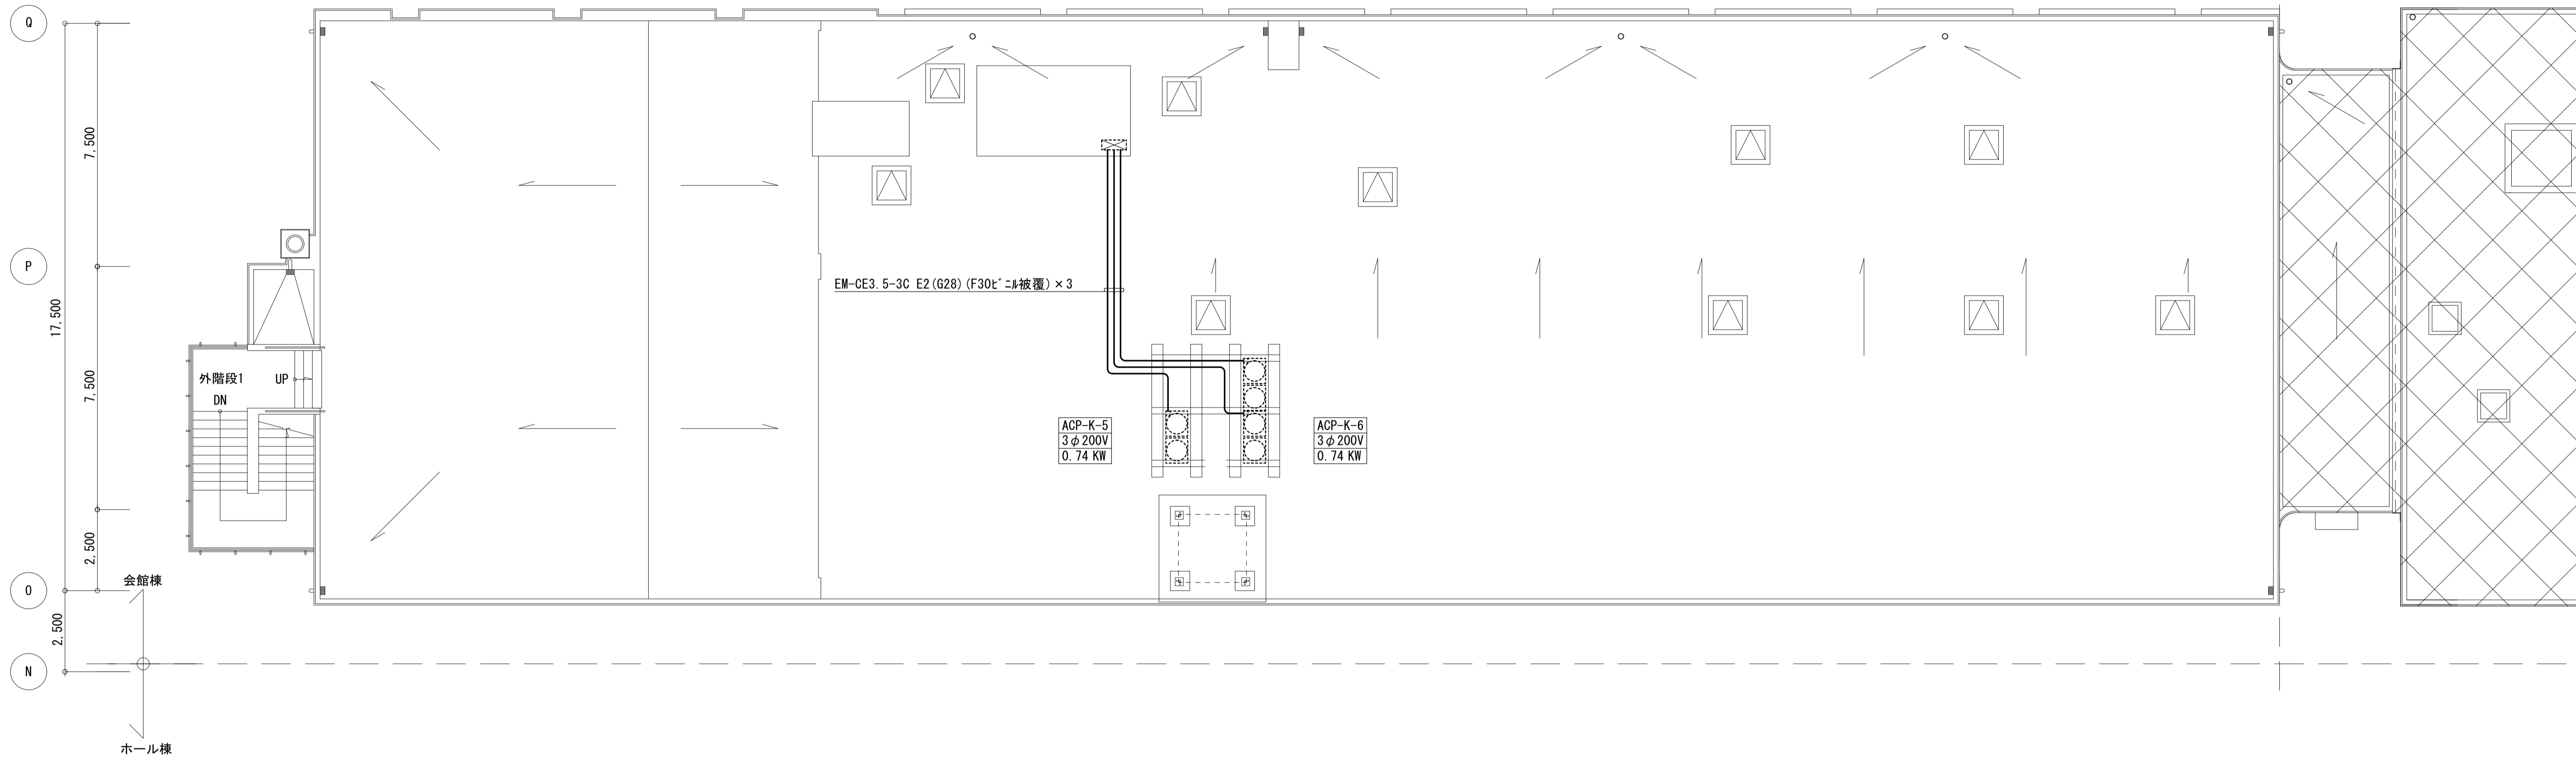 Q
7,500
P
17,500
EM-CE3.5-3C E2(G28)(F30ﾋﾞﾆﾙ被覆)×3
外階段1
UP
DN
7,500
ACP-K-5
3φ200V
0.74 KW
ACP-K-6
3φ200V
0.74 KW
2,500
会館棟
O
2,500
N
ホール棟